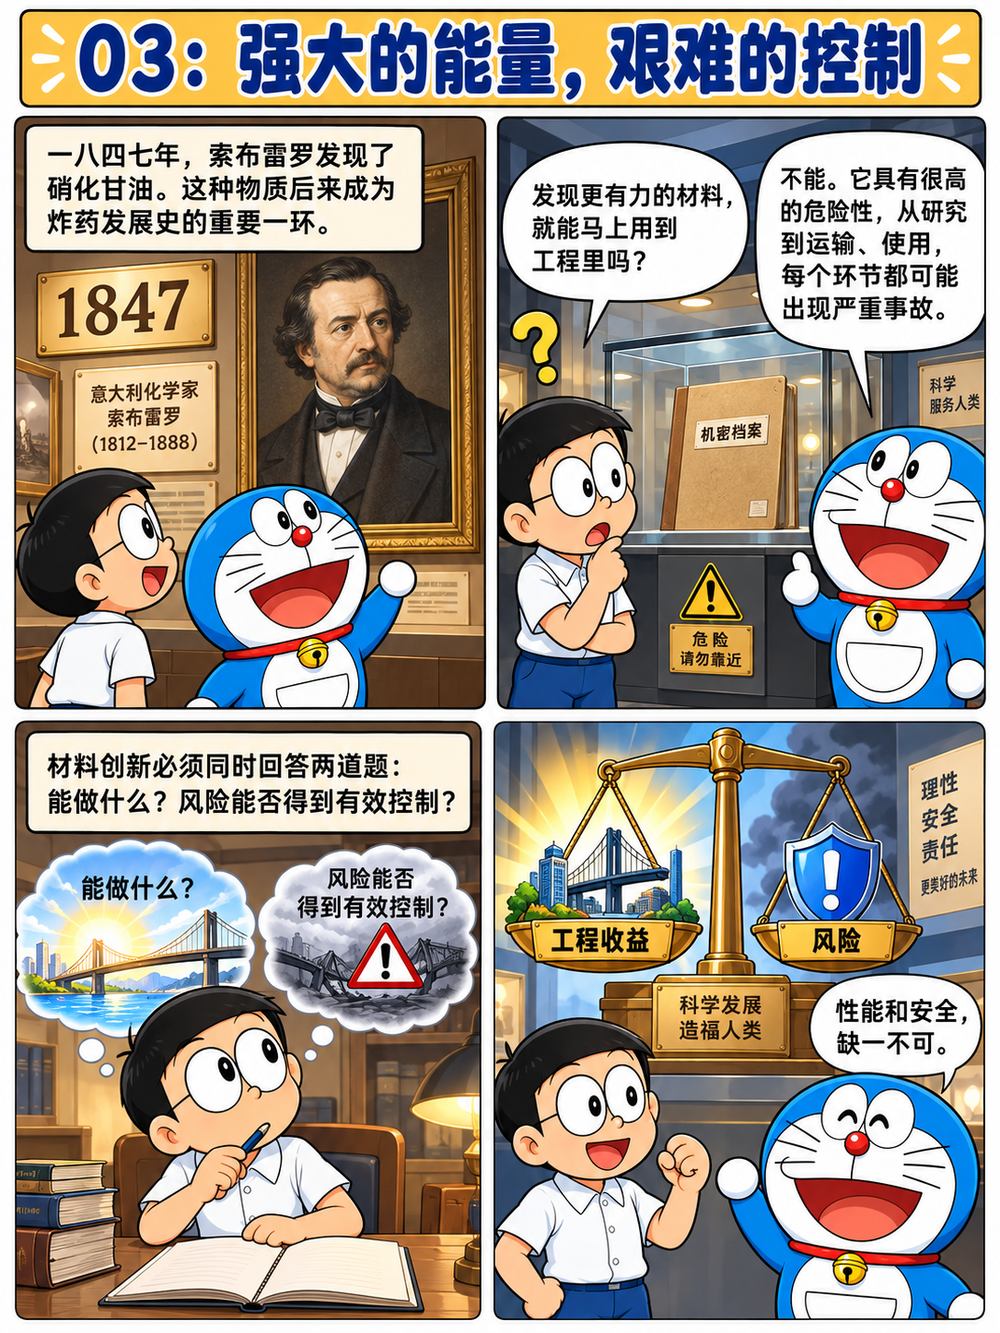 03：强大的能量，艰难的控制
一八四七年，索布雷罗发现了
硝化甘油。这种物质后来成为
炸药发展史的重要一环。
1847
意大利化学家
索布雷罗
（1812–1888）
发现更有力的材料，
就能马上用到
工程里吗？
不能。它具有很高
的危险性，从研究
到运输、使用，
每个环节都可能
出现严重事故。
科学
服务人类
机密档案
危险
请勿靠近
材料创新必须同时回答两道题：
能做什么？风险能否得到有效控制？
能做什么？
风险能否
得到有效控制？
理性
安全
责任
更美好的未来
工程收益
风险
科学发展
造福人类
性能和安全，
缺一不可。